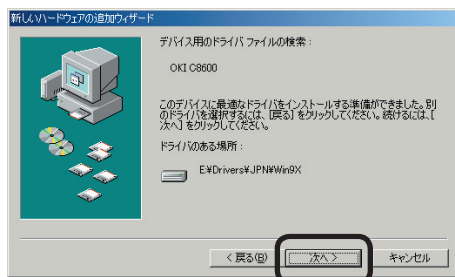 新しいハードウェアの追加ウィザード
デバイス用のドライバ ファイルの検索 :
OKI C8600
このデバイスに最適なドライバをインストールする準備ができました。別
のドライバを選択するには、[戻る] をクリックしてください。続けるには、[
次へ] をクリックしてください。
ドライバのある場所 :
E:¥Drivers¥JPN¥Win9X
< 戻る(B)
次へ >
キャンセル